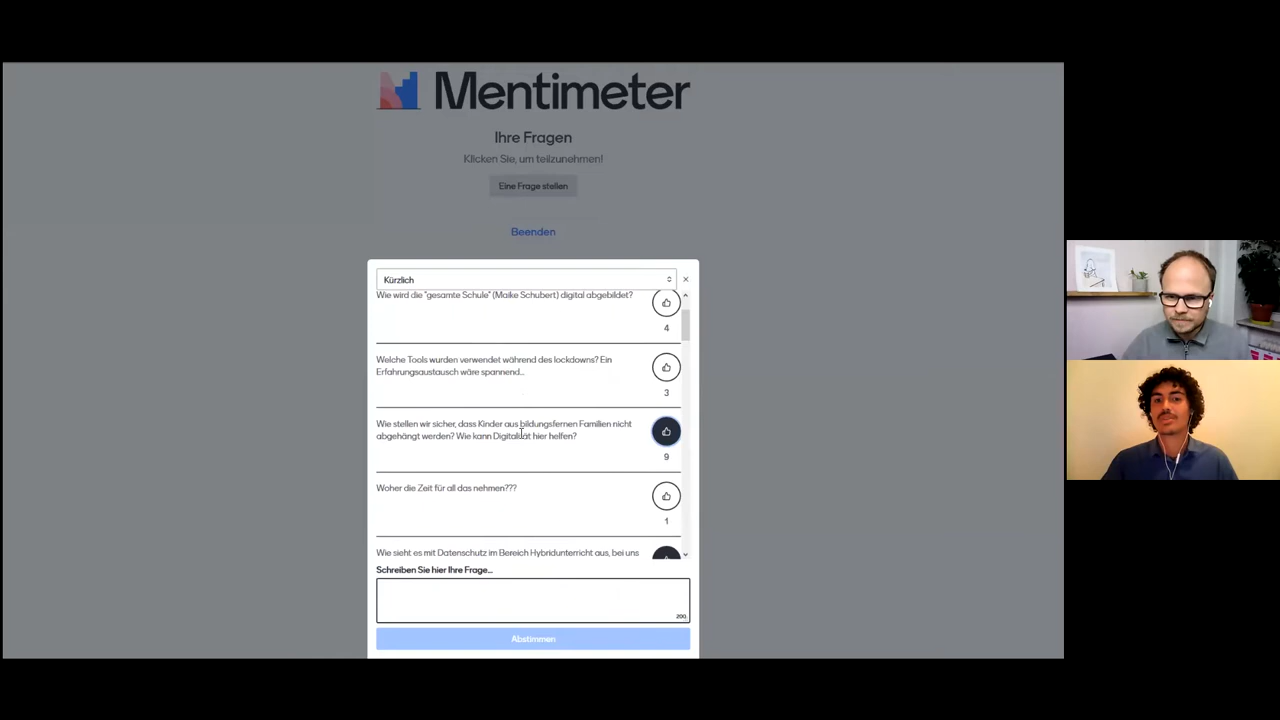 Mentimeter
Ihre Fragen
Klicken Sie, um teilzunehmen!
Eine Frage stellen
Beenden
Kürzlich
Wie wird die "gesamte Schule" (Maike Schubert) digital abgebildet?
4
Welche Tools wurden verwendet während des lockdowns? Ein
Erfahrungsaustausch wäre spannend...
3
Wie stellen wir sicher, dass Kinder aus bildungsfernen Familien nicht
abgehängt werden? Wie kann Digitalität hier helfen?
9
Woher die Zeit für all das nehmen???
1
Wie sieht es mit Datenschutz im Bereich Hybridunterricht aus, bei uns
Schreiben Sie hier Ihre Frage...
200
Abstimmen